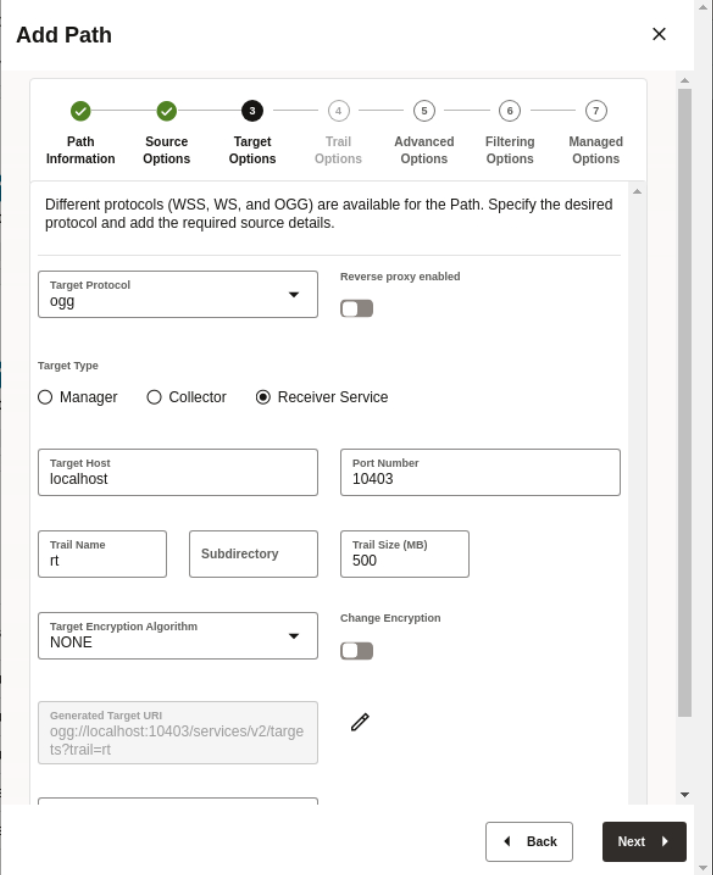 Add Path
3
4
5
6
7
Path
Information
Source
Options
Target
Options
Trail
Options
Advanced
Options
Filtering
Options
Managed
Options
Different protocols (WSS, WS, and OGG) are available for the Path. Specify the desired
protocol and add the required source details.
Target Protocol
ogg
Reverse proxy enabled
Target Type
Manager
Collector
Receiver Service
Target Host
localhost
Port Number
10403
Trail Name
rt
Subdirectory
Trail Size (MB)
500
Target Encryption Algorithm
NONE
Change Encryption
Generated Target URI
ogg://localhost:10403/services/v2/targe
ts?trail=rt
Back
Next